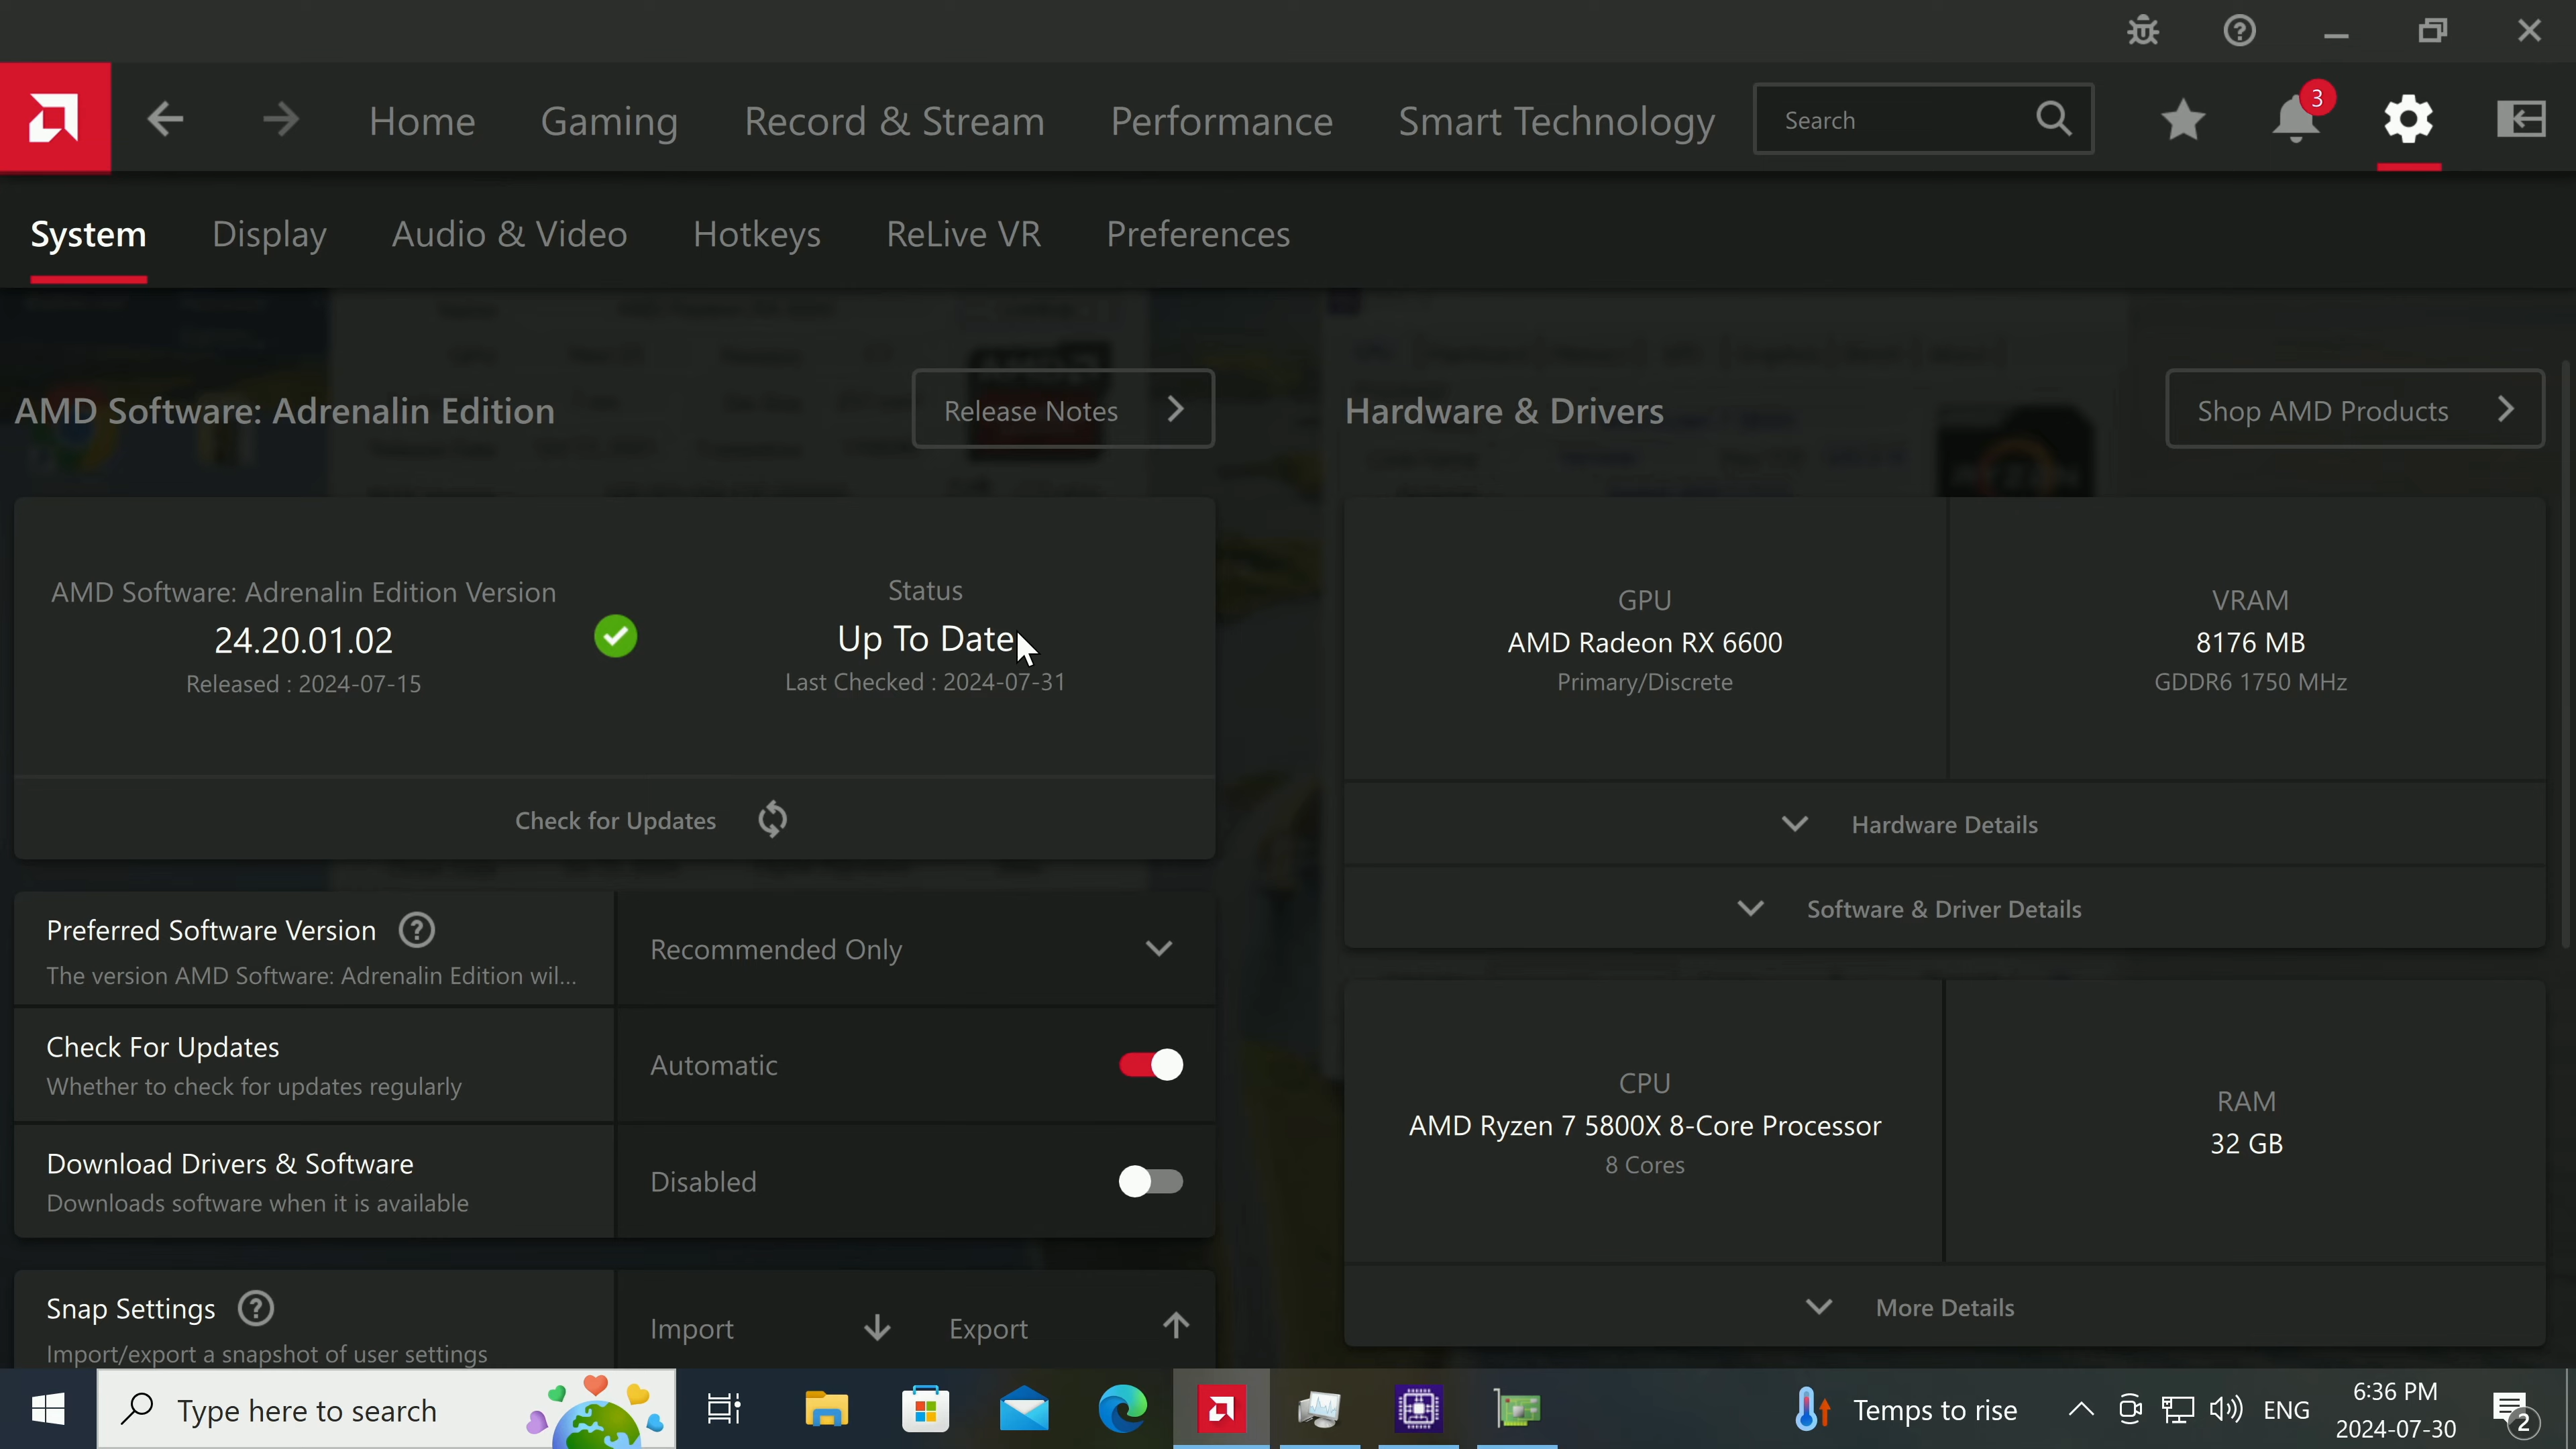 Home Gaming Record & Stream Performance Smart Technology Search 3
System Display Audio & Video Hotkeys ReLive VR Preferences
AMD Software: Adrenalin Edition
Release Notes
AMD Software: Adrenalin Edition Version
24.20.01.02
Released : 2024-07-15
Status
Up To Date
Last Checked : 2024-07-31
Check for Updates
Preferred Software Version
The version AMD Software: Adrenalin Edition wil...
Recommended Only
Check For Updates
Whether to check for updates regularly
Automatic
Download Drivers & Software
Downloads software when it is available
Disabled
Snap Settings
Import/export a snapshot of user settings
Import
Export
Hardware & Drivers
Shop AMD Products
GPU
AMD Radeon RX 6600
Primary/Discrete
VRAM
8176 MB
GDDR6 1750 MHz
Hardware Details
Software & Driver Details
CPU
AMD Ryzen 7 5800X 8-Core Processor
8 Cores
RAM
32 GB
More Details
Type here to search
Temps to rise
ENG
6:36 PM
2024-07-30
2